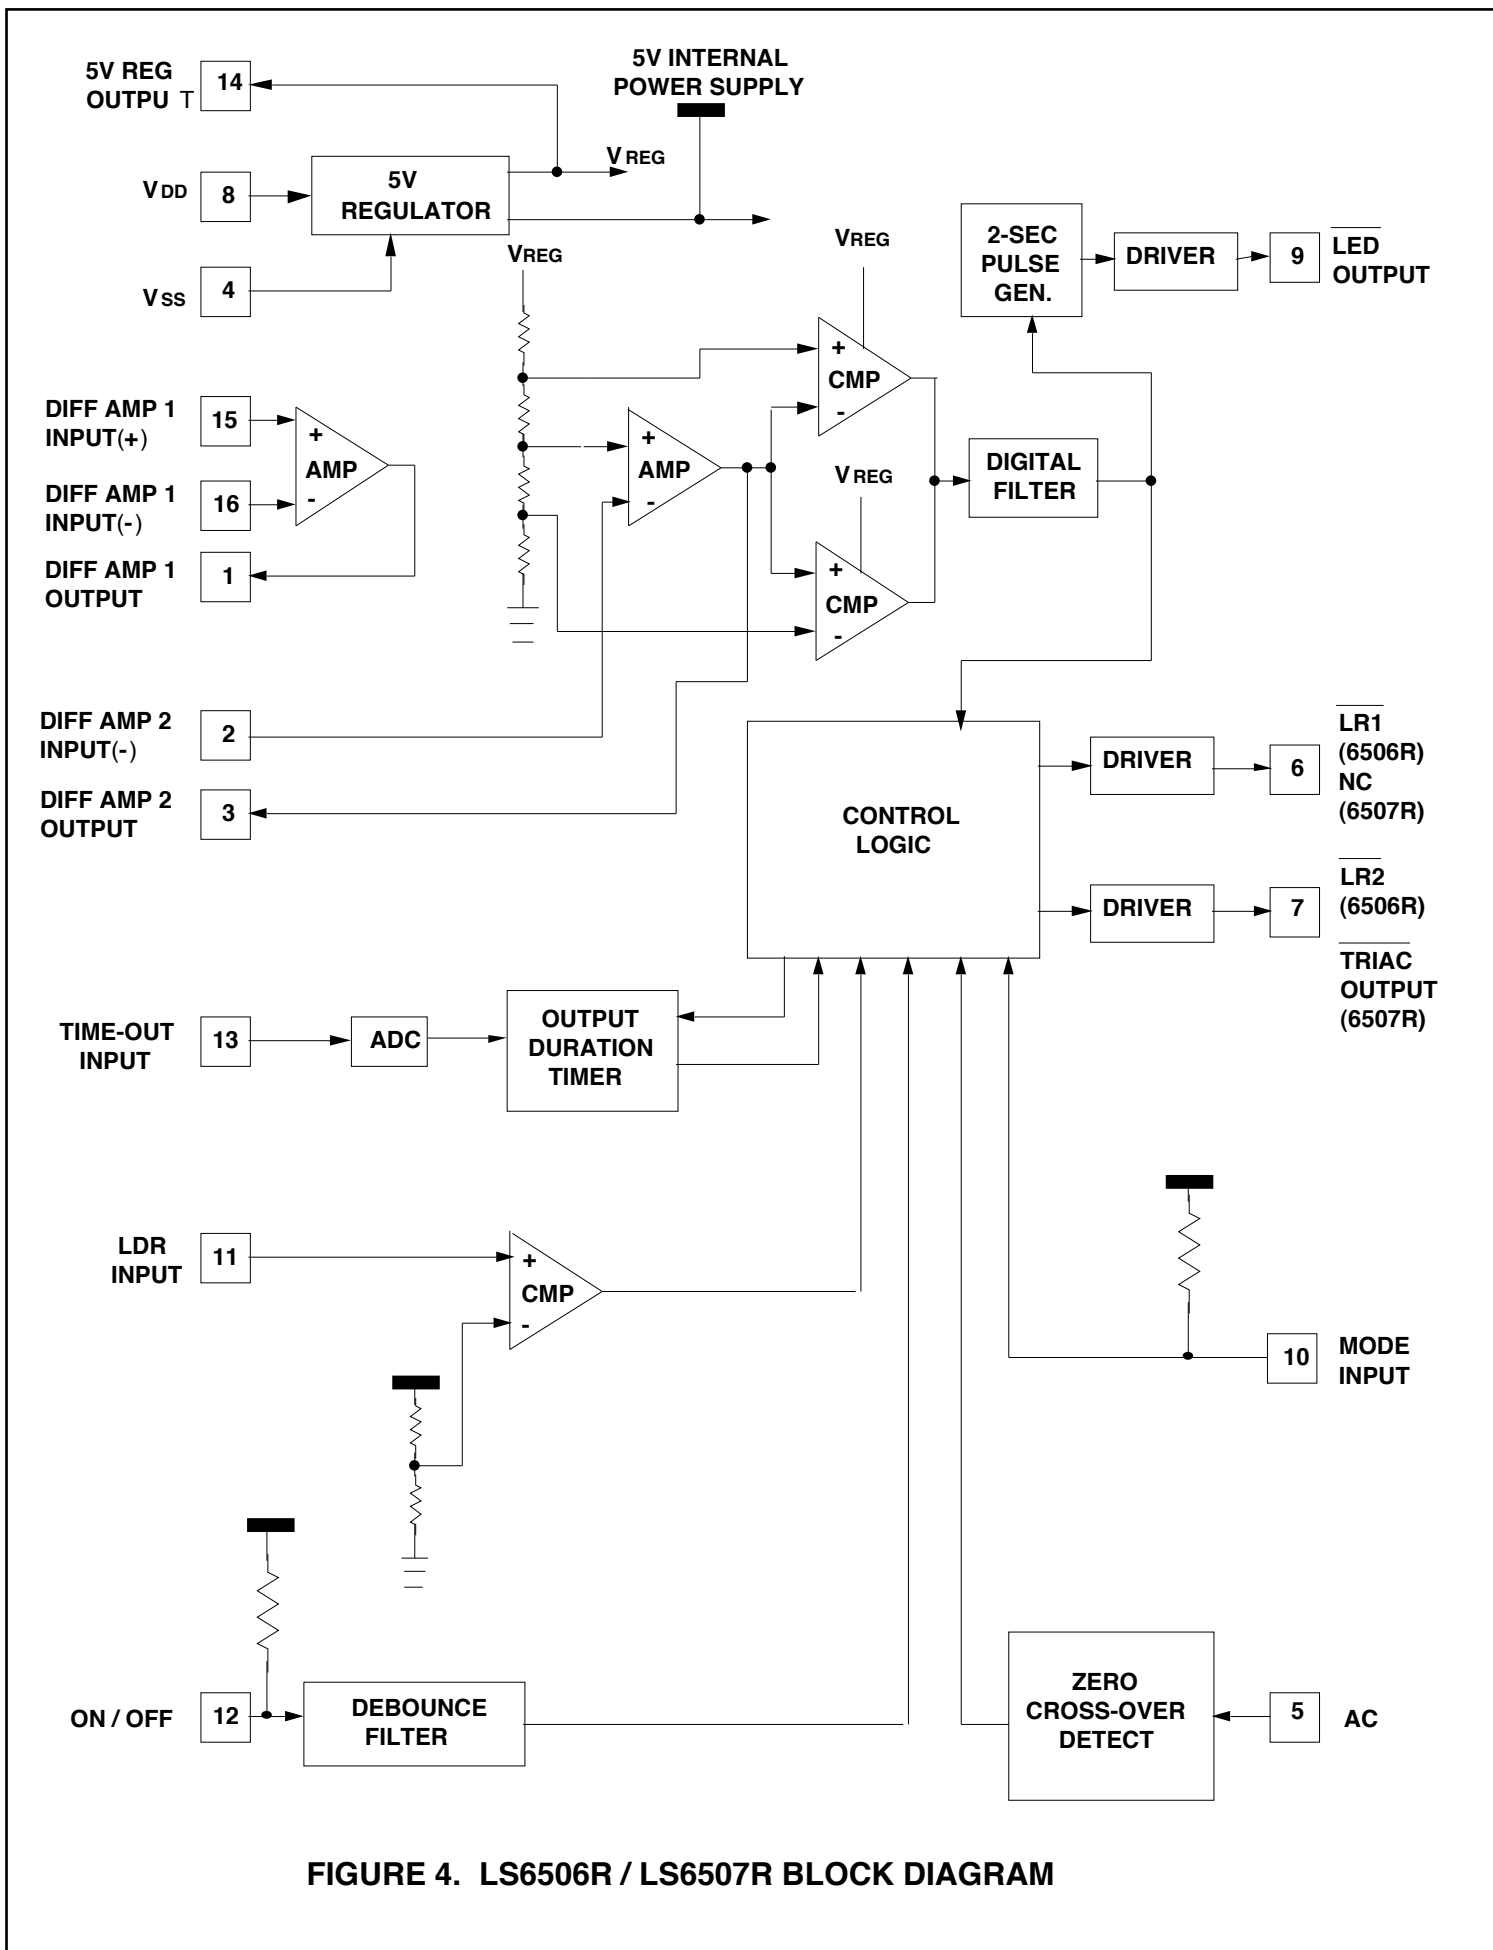 5V REG
OUTPU T
14
5V INTERNAL
POWER SUPPLY
VREG
VDD
8
5V
REGULATOR
VSS
4
VREG
VREG
2-SEC
PULSE
GEN.
DRIVER
9
LED
OUTPUT
DIFF AMP 1
INPUT(+)
15
+
AMP
-
DIFF AMP 1
INPUT(-)
16
DIFF AMP 1
OUTPUT
1
+
AMP
-
+
CMP
-
VREG
+
CMP
-
DIGITAL
FILTER
DIFF AMP 2
INPUT(-)
2
DIFF AMP 2
OUTPUT
3
CONTROL
LOGIC
DRIVER
6
LR1
(6506R)
NC
(6507R)
DRIVER
7
LR2
(6506R)
TRIAC
OUTPUT
(6507R)
TIME-OUT
INPUT
13
ADC
OUTPUT
DURATION
TIMER
LDR
INPUT
11
+
CMP
-
10
MODE
INPUT
ON / OFF
12
DEBOUNCE
FILTER
ZERO
CROSS-OVER
DETECT
5
AC
FIGURE 4. LS6506R / LS6507R BLOCK DIAGRAM